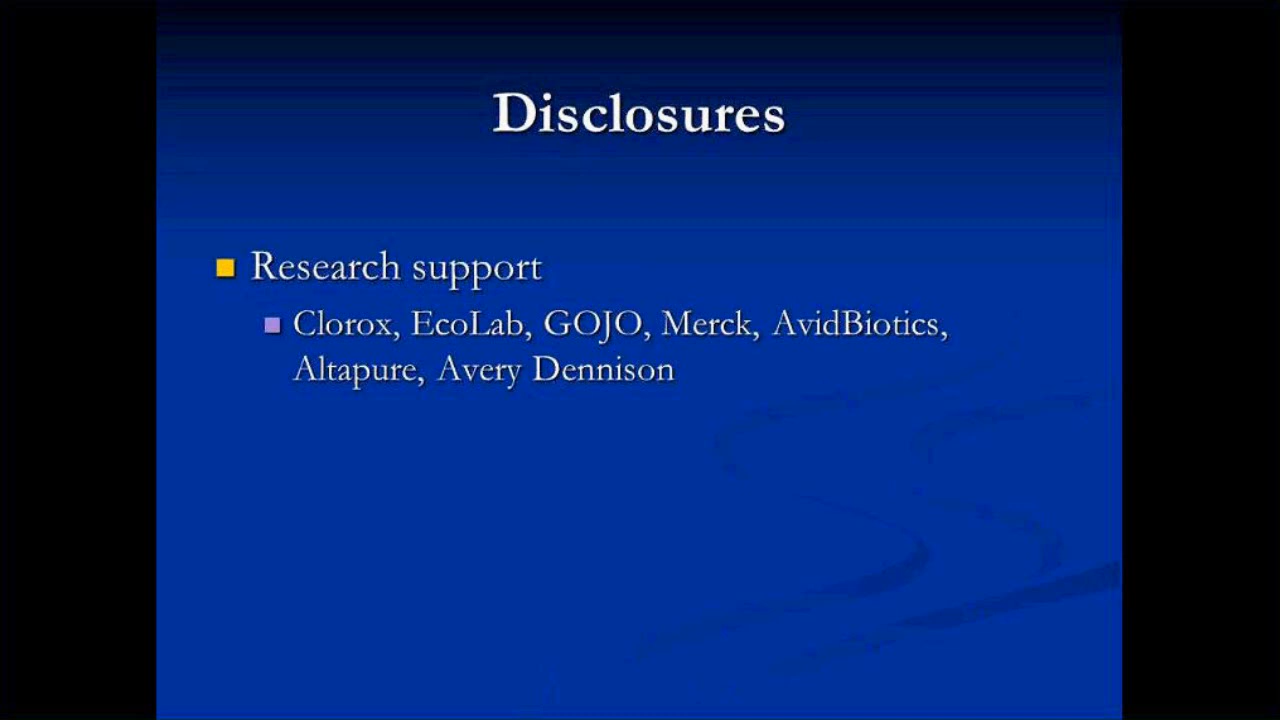 Disclosures
Research support
Clorox, EcoLab, GOJO, Merck, AvidBiotics,
Altapure, Avery Dennison